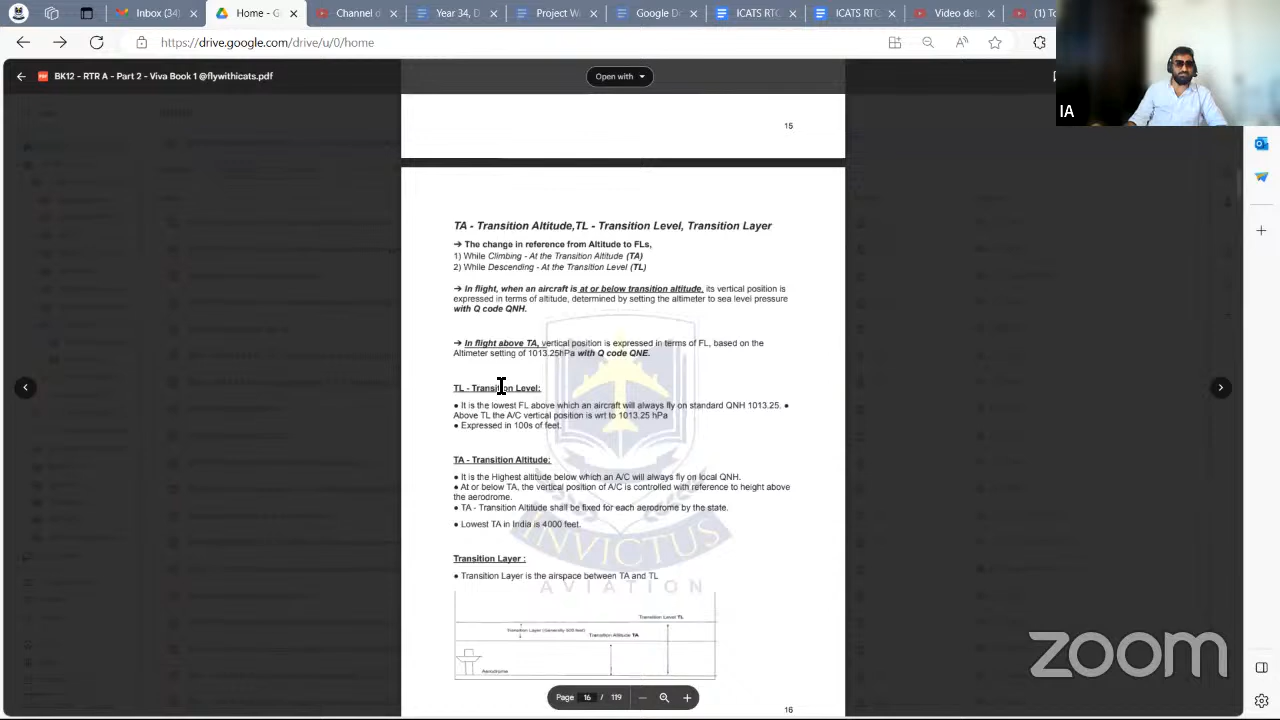 Home
Channel
Transmissi
ICATS RTR
ICATS RT
Video con
(1)
https://drive.google.com/drive/u/0/home
BK12 - RTR A - Part 2 - Viva Book 1 @flywithicats.pdf
Open with
IA
15
TA - Transition Altitude,TL - Transition Level, Transition Layer
➔ The change in reference from Altitude to FLs,
1) While Climbing - At the Transition Altitude (TA)
2) While Descending - At the Transition Level (TL)
➔ In flight, when an aircraft is at or below transition altitude, its vertical position is
expressed in terms of altitude, determined by setting the altimeter to sea level pressure
with Q code QNH.
➔ In flight above TA, vertical position is expressed in terms of FL, based on the
Altimeter setting of 1013.25hPa with Q code QNE.
TL - Transition Level:
● It is the lowest FL above which an aircraft will always fly on standard QNH 1013.25. ●
Above TL the A/C vertical position is wrt to 1013.25 hPa
● Expressed in 100s of feet.
TA - Transition Altitude:
● It is the Highest altitude below which an A/C will always fly on local QNH.
● At or below TA, the vertical position of A/C is controlled with reference to height above
the aerodrome.
● TA - Transition Altitude shall be fixed for each aerodrome by the state.
● Lowest TA in India is 4000 feet.
INVICTUS
Transition Layer :
● Transition Layer is the airspace between TA and TL
AVIATION
Transition Level TL
Transition Layer (Generally 500 feet)
Transition Altitude TA
Aerodrome
zoom
Page 16 / 119
16